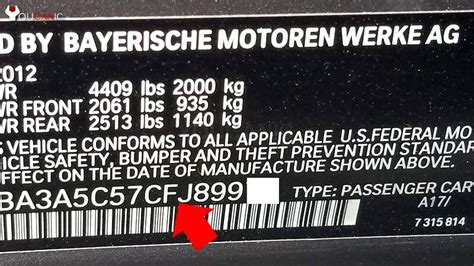 YOUCANIC
D BY BAYERISCHE MOTOREN WERKE AG
2012
WR 4409 lbs 2000 kg
WR FRONT 2061 lbs 935 kg
WR REAR 2513 lbs 1140 kg
S VEHICLE CONFORMS TO ALL APPLICABLE U.S.FEDERAL MO
VEHICLE SAFETY, BUMPER AND THEFT PREVENTION STANDAR
ON THE DATE OF MANUFACTURE SHOWN ABOVE.
BA3A5C57CFJ899 TYPE: PASSENGER CAR
A17/
7 315 814